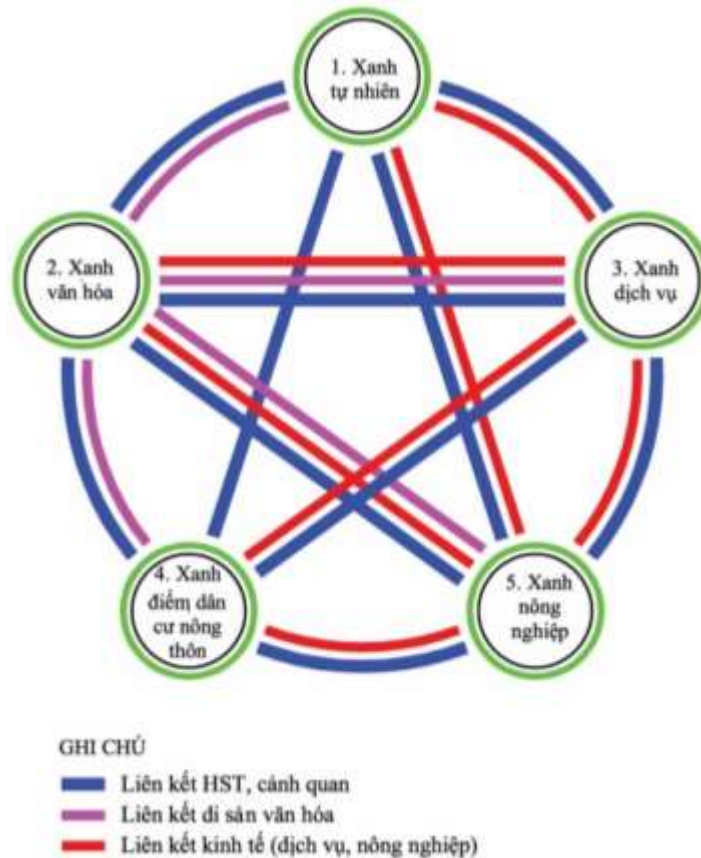 1. Xanh
tự nhiên
2. Xanh
văn hóa
3. Xanh
dịch vụ
4. Xanh
điểm dân
cư nông
thôn
5. Xanh
nông
nghiệp
GHI CHÚ
Liên kết HST, cảnh quan
Liên kết di sản văn hóa
Liên kết kinh tế (dịch vụ, nông nghiệp)